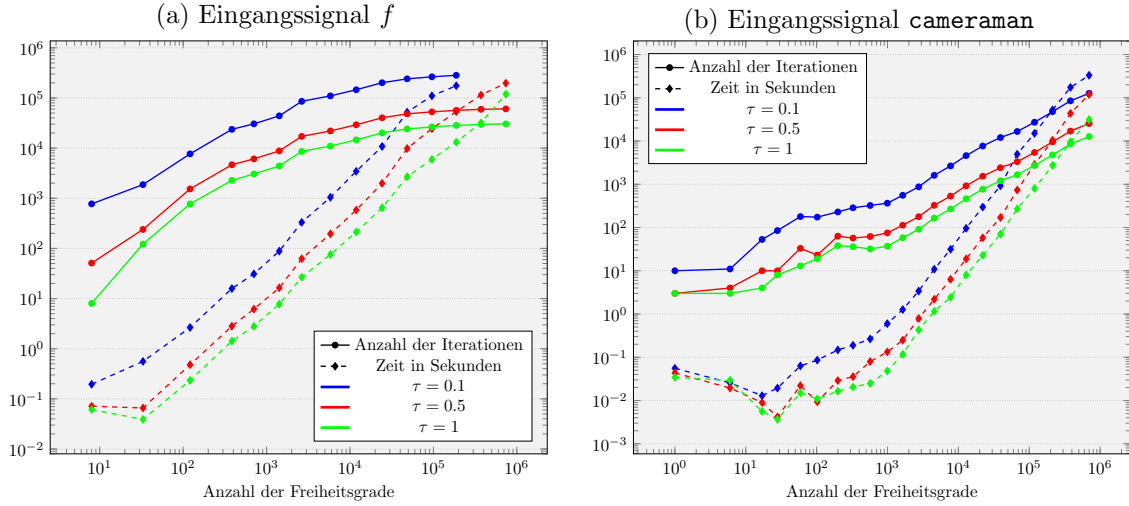 (a) Eingangssignal f
10^6
10^5
10^4
10^3
10^2
10^1
10^0
10^−1
10^−2
10^1 10^2 10^3 10^4 10^5 10^6
Anzahl der Freiheitsgrade
Anzahl der Iterationen
Zeit in Sekunden
τ = 0.1
τ = 0.5
τ = 1
(b) Eingangssignal cameraman
10^6
10^5
10^4
10^3
10^2
10^1
10^0
10^−1
10^−2
10^−3
10^0 10^1 10^2 10^3 10^4 10^5 10^6
Anzahl der Freiheitsgrade
Anzahl der Iterationen
Zeit in Sekunden
τ = 0.1
τ = 0.5
τ = 1